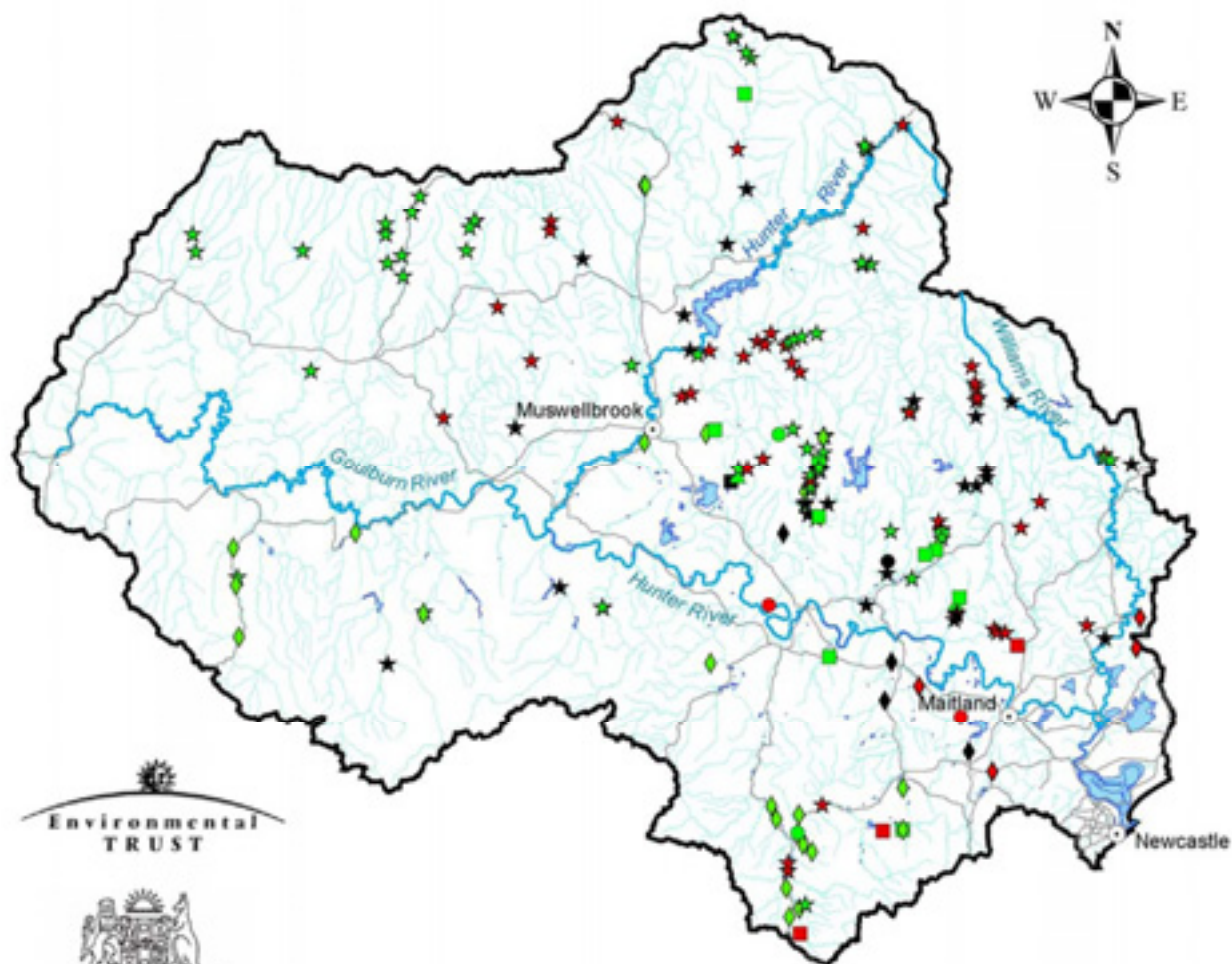 N
W E
S
Hunter River
Williams River
Muswellbrook
Goulburn River
Hunter River
Maitland
Newcastle
Environmental
TRUST